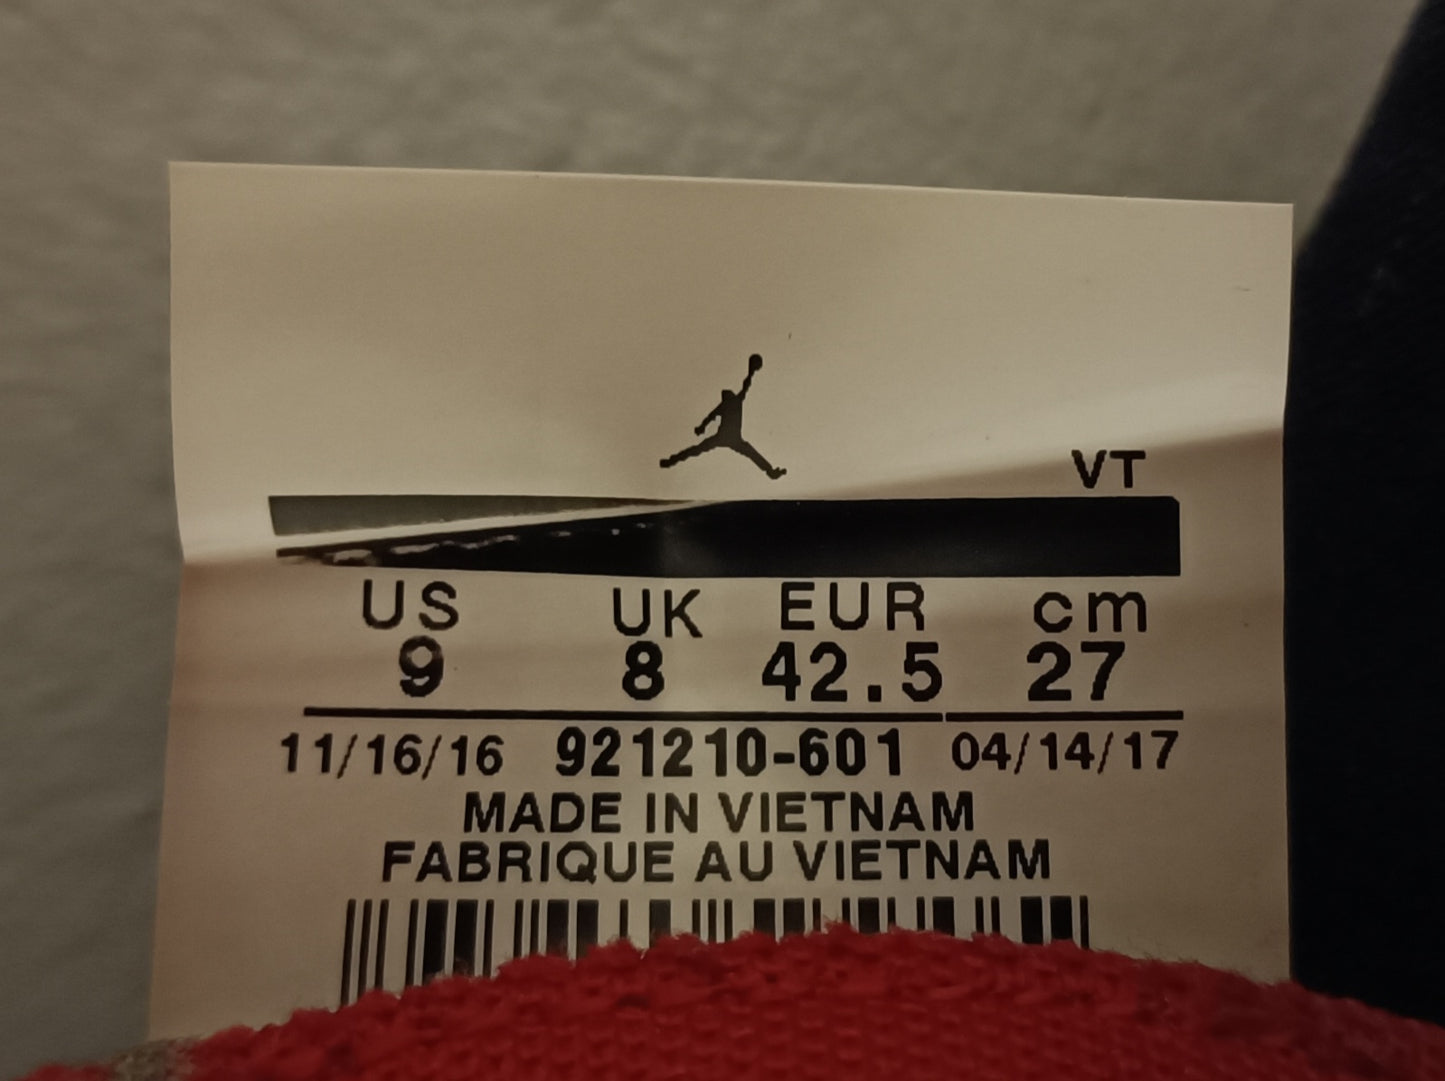 VT
US UK EUR cm
9 8 42.5 27
11/16/16 921210-601 04/14/17
MADE IN VIETNAM
FABRIQUE AU VIETNAM